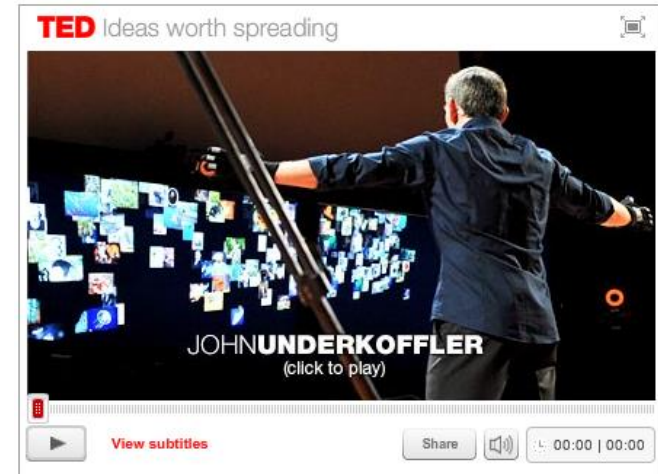 TED Ideas worth spreading
JOHNUNDERKOFFLER
(click to play)
View subtitles
Share
00:00 | 00:00